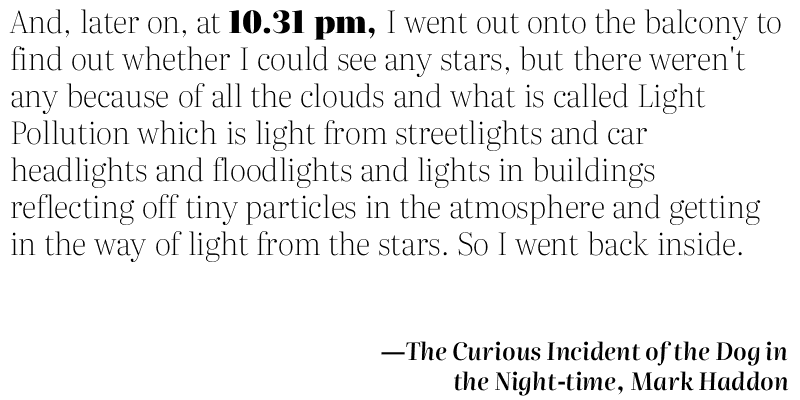 And, later on, at 10.31 pm, I went out onto the balcony to
find out whether I could see any stars, but there weren't
any because of all the clouds and what is called Light
Pollution which is light from streetlights and car
headlights and floodlights and lights in buildings
reflecting off tiny particles in the atmosphere and getting
in the way of light from the stars. So I went back inside.
—The Curious Incident of the Dog in
the Night-time, Mark Haddon